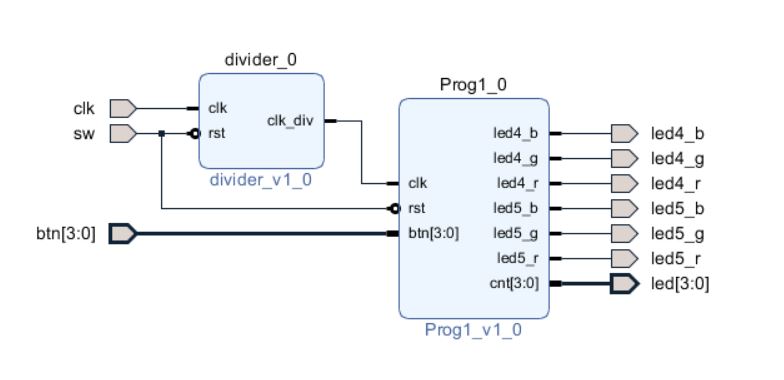 divider_0
clk
sw
clk
rst
clk_div
divider_v1_0
btn[3:0]
Prog1_0
clk
rst
btn[3:0]
led4_b
led4_g
led4_r
led5_b
led5_g
led5_r
cnt[3:0]
Prog1_v1_0
led4_b
led4_g
led4_r
led5_b
led5_g
led5_r
led[3:0]